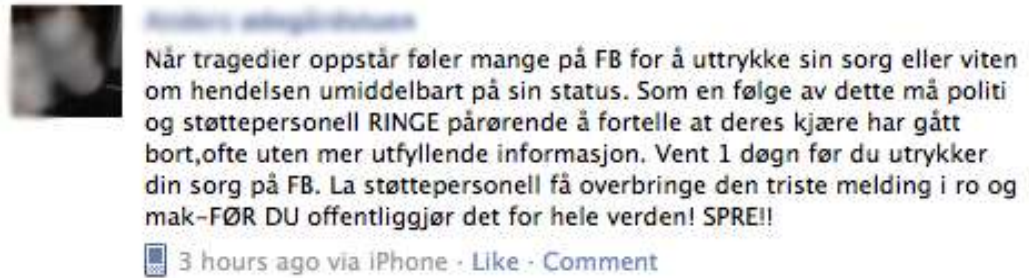 Når tragedier oppstår føler mange på FB for å uttrykke sin sorg eller viten
om hendelsen umiddelbart på sin status. Som en følge av dette må politi
og støttepersonell RINGE pårørende å fortelle at deres kjære har gått
bort,ofte uten mer utfyllende informasjon. Vent 1 døgn før du utrykker
din sorg på FB. La støttepersonell få overbringe den triste melding i ro og
mak-FØR DU offentliggjør det for hele verden! SPRE!!
3 hours ago via iPhone · Like · Comment